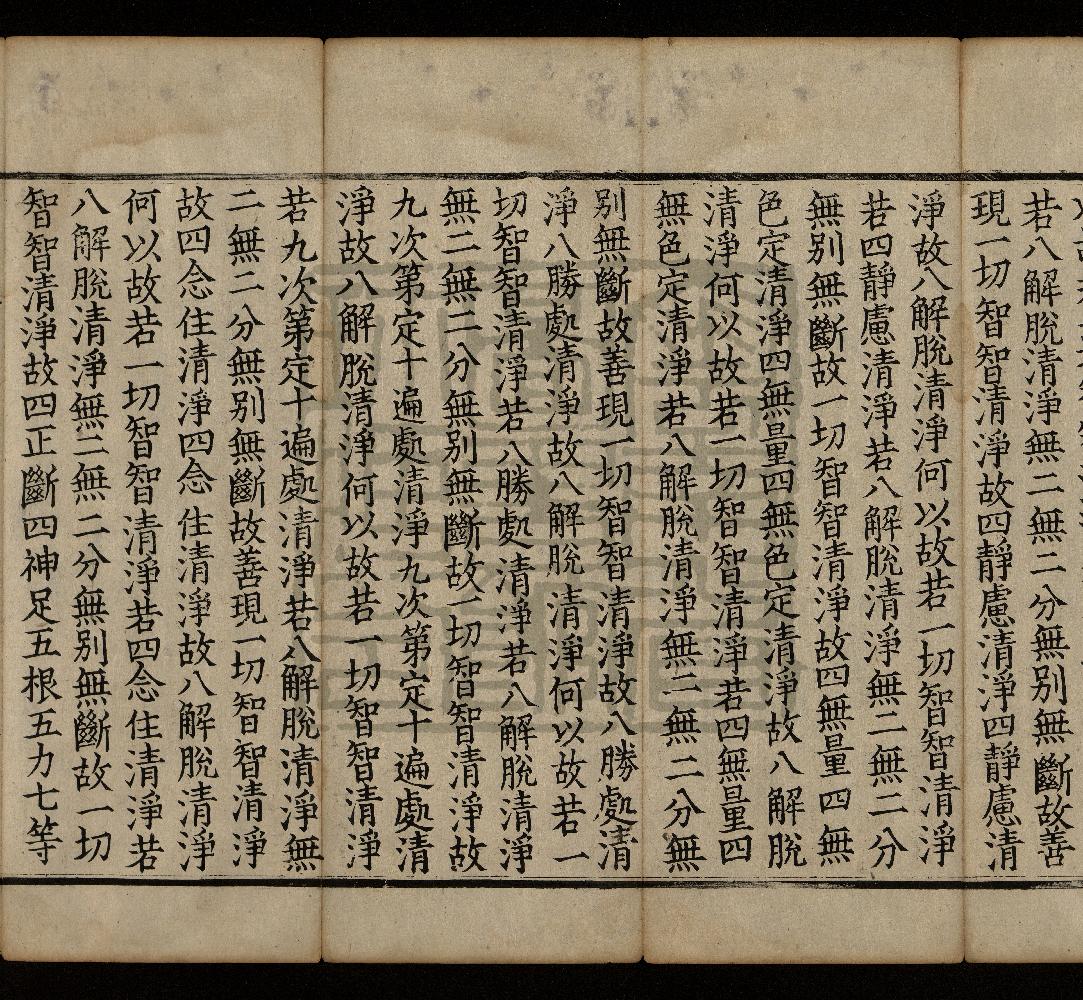 若八解脫清淨無二無二分無別無斷故善
現一切智智清淨故四靜慮清淨四靜慮清
淨故八解脫清淨何以故若一切智智清淨
若四靜慮清淨若八解脫清淨無二無二分
無別無斷故一切智智清淨故四無量四無
色定清淨四無量四無色定清淨故八解脫
清淨何以故若一切智智清淨若四無量四
無色定清淨若八解脫清淨無二無二分無
別無斷故善現一切智智清淨故八勝處清
淨八勝處清淨故八解脫清淨何以故若一
切智智清淨若八勝處清淨若八解脫清淨
無二無二分無別無斷故一切智智清淨故
九次第定十遍處清淨九次第定十遍處清
淨故八解脫清淨何以故若一切智智清淨
若九次第定十遍處清淨若八解脫清淨無
二無二分無別無斷故善現一切智智清淨
故四念住清淨四念住清淨故八解脫清淨
何以故若一切智智清淨若四念住清淨若
八解脫清淨無二無二分無別無斷故一切
智智清淨故四正斷四神足五根五力七等